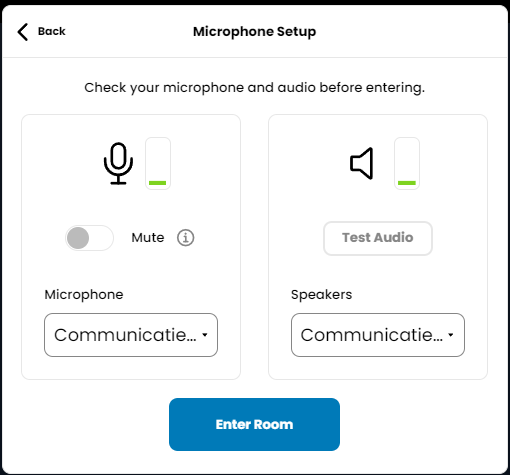 Back
Microphone Setup
Check your microphone and audio before entering.
Mute
Test Audio
Microphone
Speakers
Communicatie...
Communicatie...
Enter Room